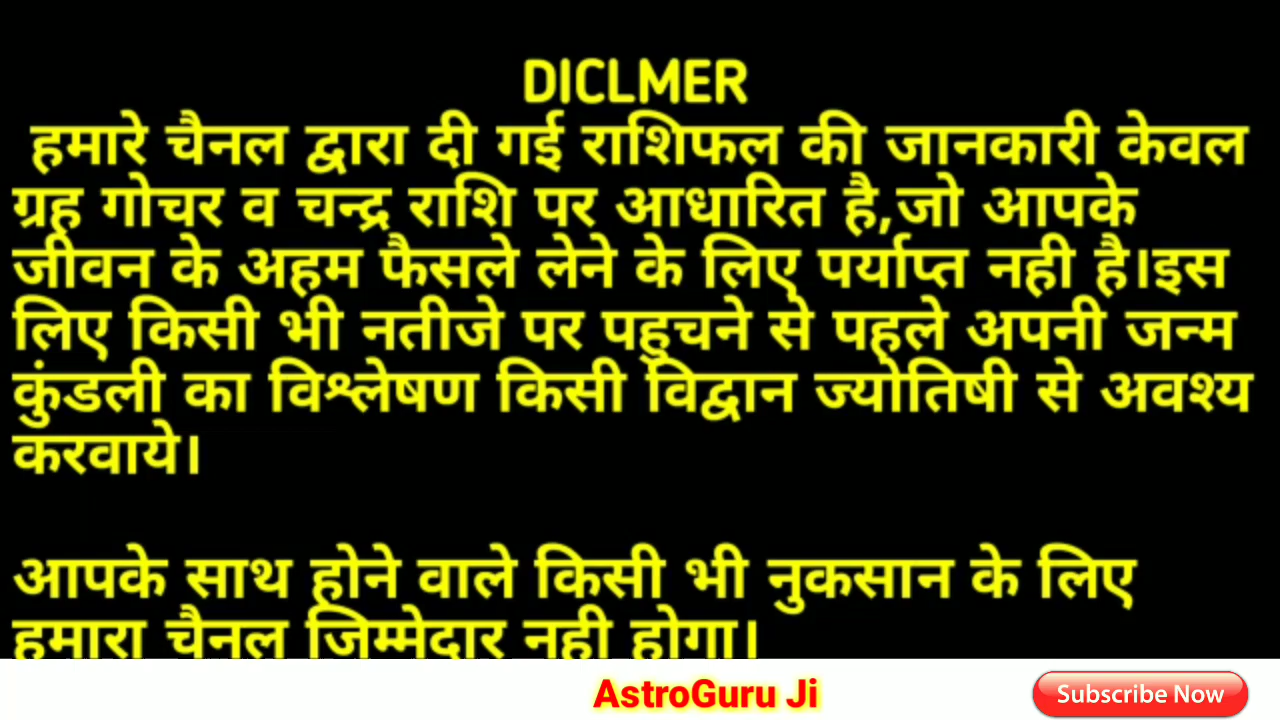 DICLMER
हमारे चैनल द्वारा दी गई राशिफल की जानकारी केवल
ग्रह गोचर व चन्द्र राशि पर आधारित है,जो आपके
जीवन के अहम फैसले लेने के लिए पर्याप्त नही है।इस
लिए किसी भी नतीजे पर पहुचने से पहले अपनी जन्म
कुंडली का विश्लेषण किसी विद्वान ज्योतिषी से अवश्य
करवाये।
आपके साथ होने वाले किसी भी नुकसान के लिए
हमारा चैनल जिम्मेदार नही होगा।
AstroGuru Ji
Subscribe Now